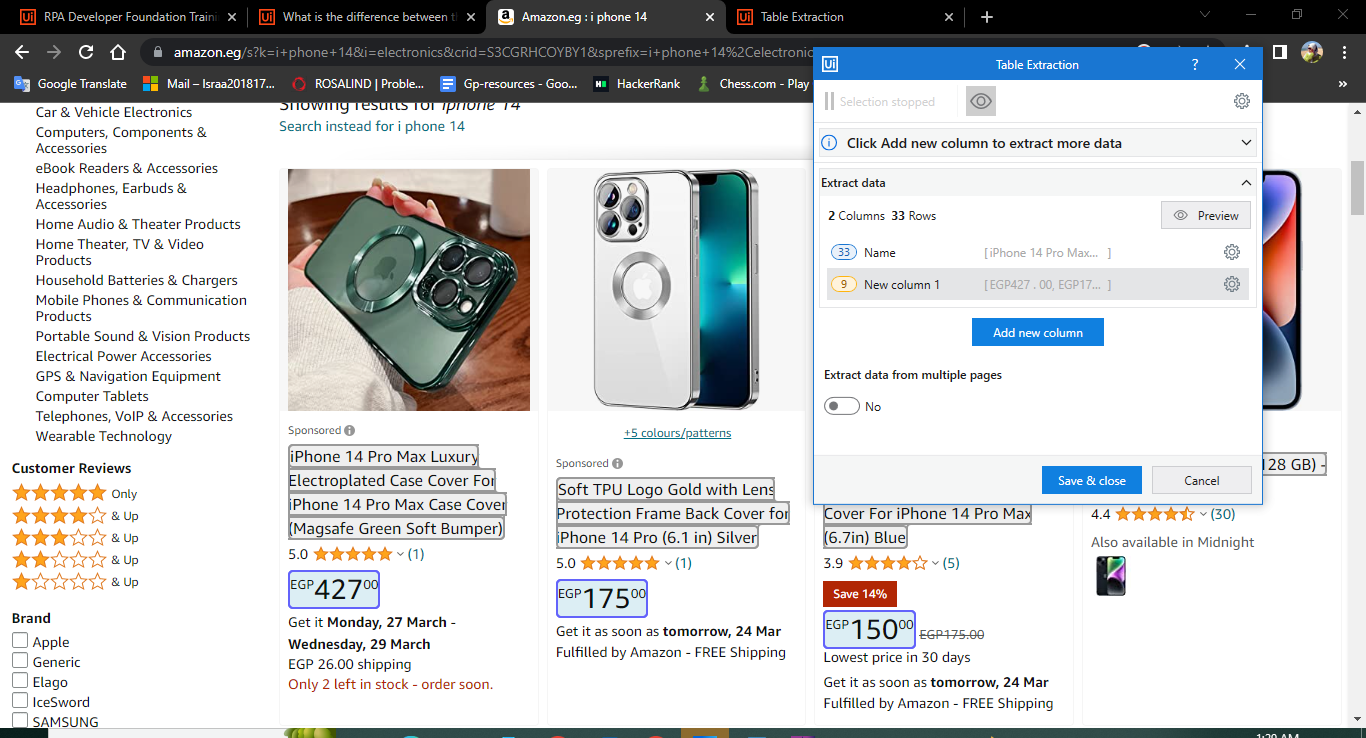 RPA Developer Foundation Traini
What is the difference between th
Amazon.eg : i phone 14
Table Extraction
amazon.eg/s?k=i+phone+14&i=electronics&crid=S3CGRHCOYBY1&sprefix=i+phone+14%2Celectronic
Google Translate
Mail – Israa201817...
ROSALIND | Proble...
Gp-resources - Goo...
HackerRank
Chess.com - Play
Showing results for iphone 14
Search instead for i phone 14
Car & Vehicle Electronics
Computers, Components &
Accessories
eBook Readers & Accessories
Headphones, Earbuds &
Accessories
Home Audio & Theater Products
Home Theater, TV & Video
Products
Household Batteries & Chargers
Mobile Phones & Communication
Products
Portable Sound & Vision Products
Electrical Power Accessories
GPS & Navigation Equipment
Computer Tablets
Telephones, VoIP & Accessories
Wearable Technology
Customer Reviews
Only
& Up
& Up
& Up
& Up
Brand
Apple
Generic
Elago
IceSword
SAMSUNG
Sponsored
iPhone 14 Pro Max Luxury
Electroplated Case Cover For
iPhone 14 Pro Max Case Cover
(Magsafe Green Soft Bumper)
5.0 (1)
EGP42700
Get it Monday, 27 March -
Wednesday, 29 March
EGP 26.00 shipping
Only 2 left in stock - order soon.
+5 colours/patterns
Sponsored
Soft TPU Logo Gold with Lens
Protection Frame Back Cover for
iPhone 14 Pro (6.1 in) Silver
5.0 (1)
EGP17500
Get it as soon as tomorrow, 24 Mar
Fulfilled by Amazon - FREE Shipping
Cover For iPhone 14 Pro Max
(6.7in) Blue
3.9 (5)
Save 14%
EGP15000 EGP175.00
Lowest price in 30 days
Get it as soon as tomorrow, 24 Mar
Fulfilled by Amazon - FREE Shipping
128 GB) -
4.4 (30)
Also available in Midnight
Ui
Table Extraction
?
Selection stopped
Click Add new column to extract more data
Extract data
2 Columns 33 Rows
Preview
33 Name [ iPhone 14 Pro Max... ]
9 New column 1 [ EGP427 . 00, EGP17... ]
Add new column
Extract data from multiple pages
No
Save & close
Cancel